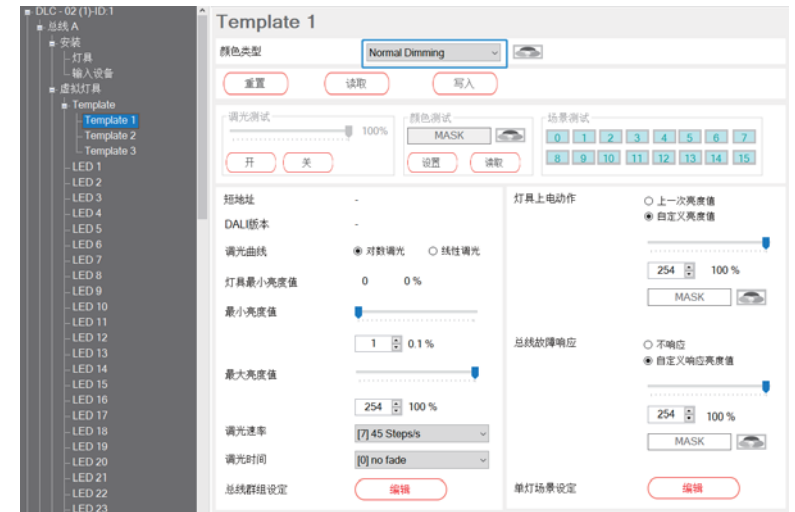 DLC - 02 (1)-ID:1
总线 A
安装
灯具
输入设备
虚拟灯具
Template
Template 1
Template 2
Template 3
LED 1
LED 2
LED 3
LED 4
LED 5
LED 6
LED 7
LED 8
LED 9
LED 10
LED 11
LED 12
LED 13
LED 14
LED 15
LED 16
LED 17
LED 18
LED 19
LED 20
LED 21
LED 22
LED 23
Template 1
颜色类型 Normal Dimming
重置 读取 写入
调光测试
100%
开 关
颜色测试
MASK
设置 读取
场景测试
0 1 2 3 4 5 6 7
8 9 10 11 12 13 14 15
短地址 -
DALI版本 -
调光曲线 对数调光 线性调光
灯具最小亮度值 0 0 %
最小亮度值
1 0.1 %
最大亮度值
254 100 %
调光速率 [7] 45 Steps/s
调光时间 [0] no fade
总线群组设定 编辑
灯具上电动作 上一次亮度值
自定义亮度值
254 100 %
MASK
总线故障响应 不响应
自定义响应亮度值
254 100 %
MASK
单灯场景设定 编辑